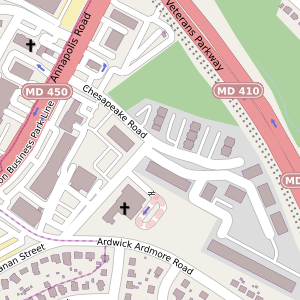 Annapolis Road
Veterans Parkway
MD 450
MD 410
Chesapeake Road
on Business Park Line
MD
Ardwick Ardmore Road
anan Street